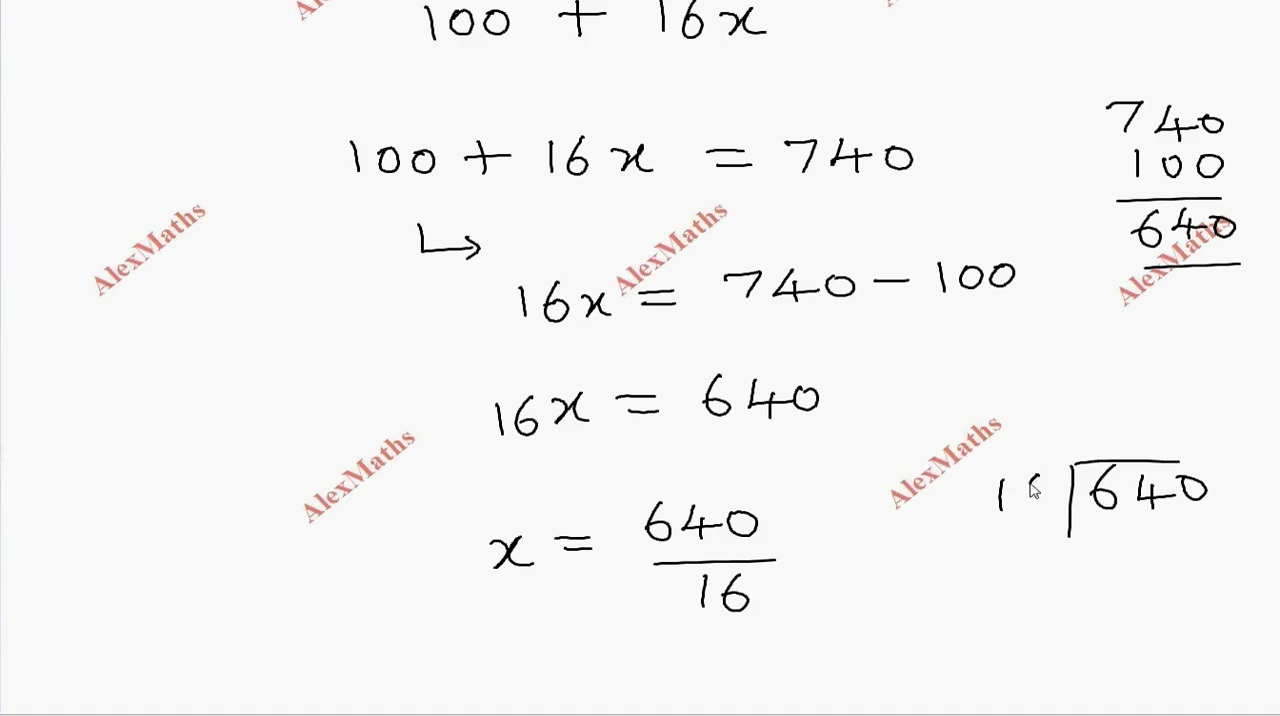 100 + 16x
100 + 16x = 740
740
100
640
↳
16x = 740 - 100
16x = 640
x = 640/16
16 ) 640
AlexMaths
AlexMaths
AlexMaths
AlexMaths
AlexMaths